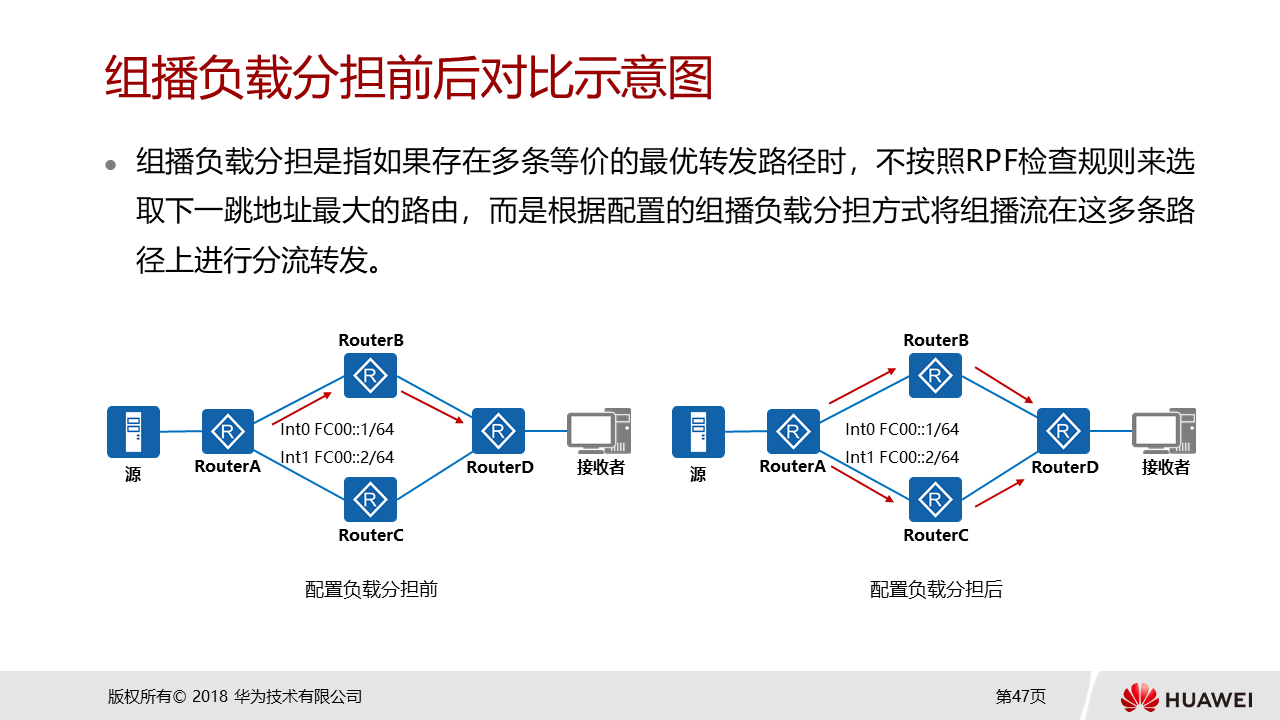 组播负载分担前后对比示意图
● 组播负载分担是指如果存在多条等价的最优转发路径时，不按照RPF检查规则来选
取下一跳地址最大的路由，而是根据配置的组播负载分担方式将组播流在这多条路
径上进行分流转发。
RouterB
R
源
R
RouterA
Int0 FC00::1/64
Int1 FC00::2/64
R
RouterD
接收者
R
RouterC
配置负载分担前
RouterB
R
源
R
RouterA
Int0 FC00::1/64
Int1 FC00::2/64
R
RouterD
接收者
R
RouterC
配置负载分担后
版权所有© 2018 华为技术有限公司
第47页
HUAWEI